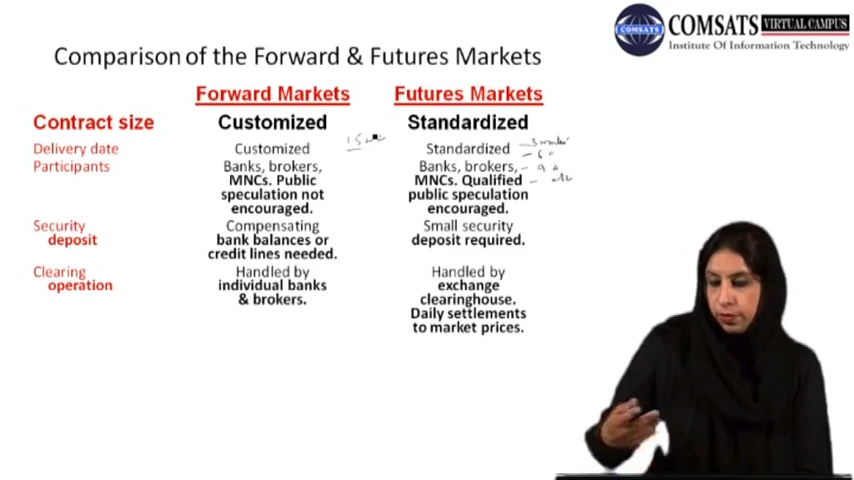 COMSATS VIRTUAL CAMPUS
COMSATS
Institute Of Information Technology
Comparison of the Forward & Futures Markets
Forward Markets Futures Markets
Contract size Customized Standardized
Delivery date Customized Standardized
Participants Banks, brokers, Banks, brokers,
MNCs. Public MNCs. Qualified
speculation not public speculation
encouraged. encouraged.
Security Compensating Small security
deposit bank balances or deposit required.
credit lines needed.
Clearing Handled by Handled by
operation individual banks exchange
& brokers. clearinghouse.
Daily settlements
to market prices.